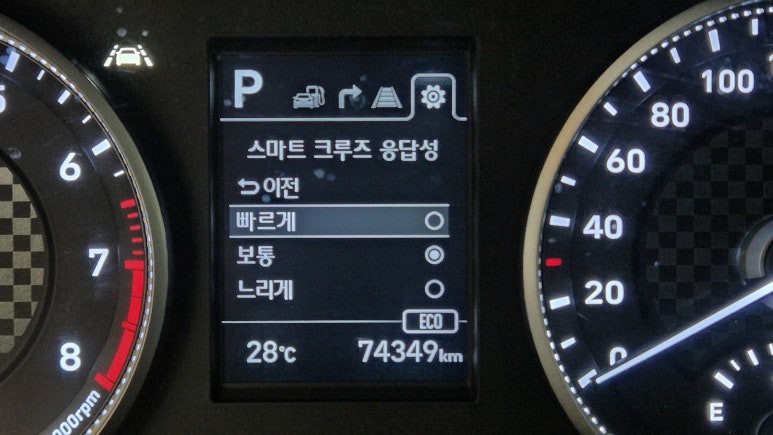 P
스마트 크루즈 응답성
이전
빠르게
보통
느리게
ECO
28℃ 74349km
6
7
8
000rpm
100
80
60
40
20
0
E